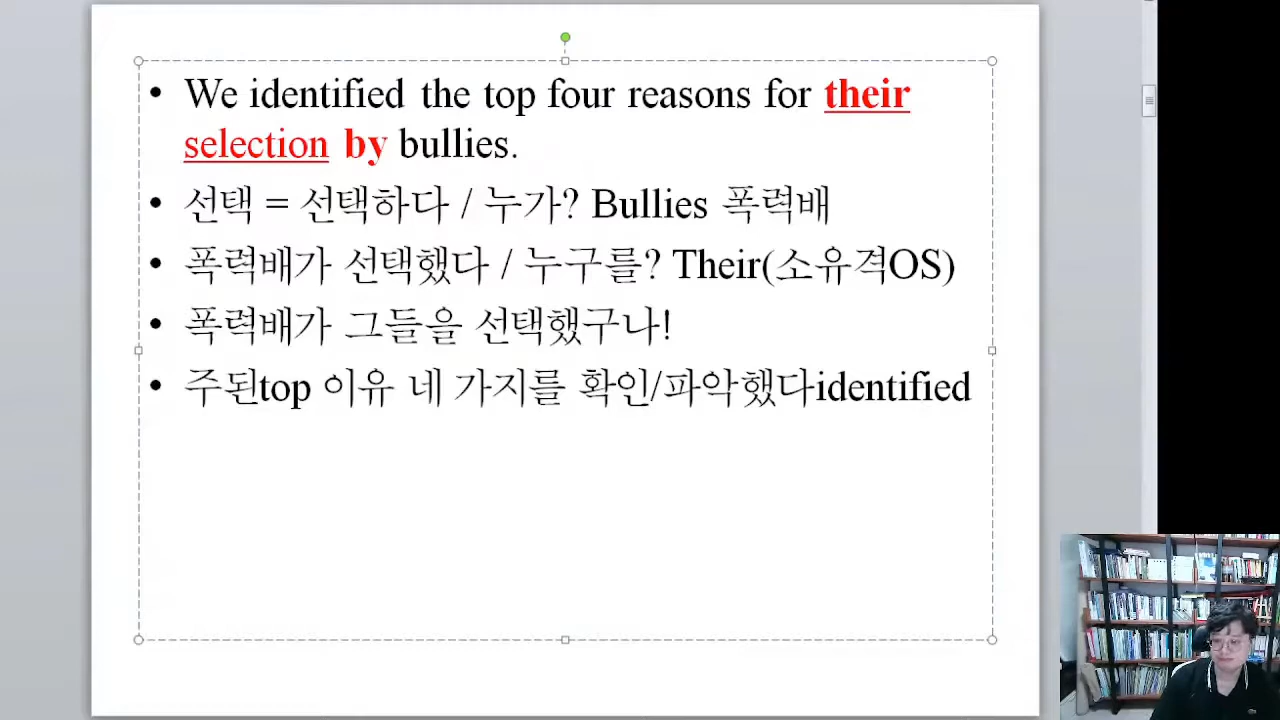 • We identified the top four reasons for their
selection by bullies.
• 선택 = 선택하다 / 누가? Bullies 폭력배
• 폭력배가 선택했다 / 누구를? Their(소유격OS)
• 폭력배가 그들을 선택했구나!
• 주된top 이유 네 가지를 확인/파악했다identified